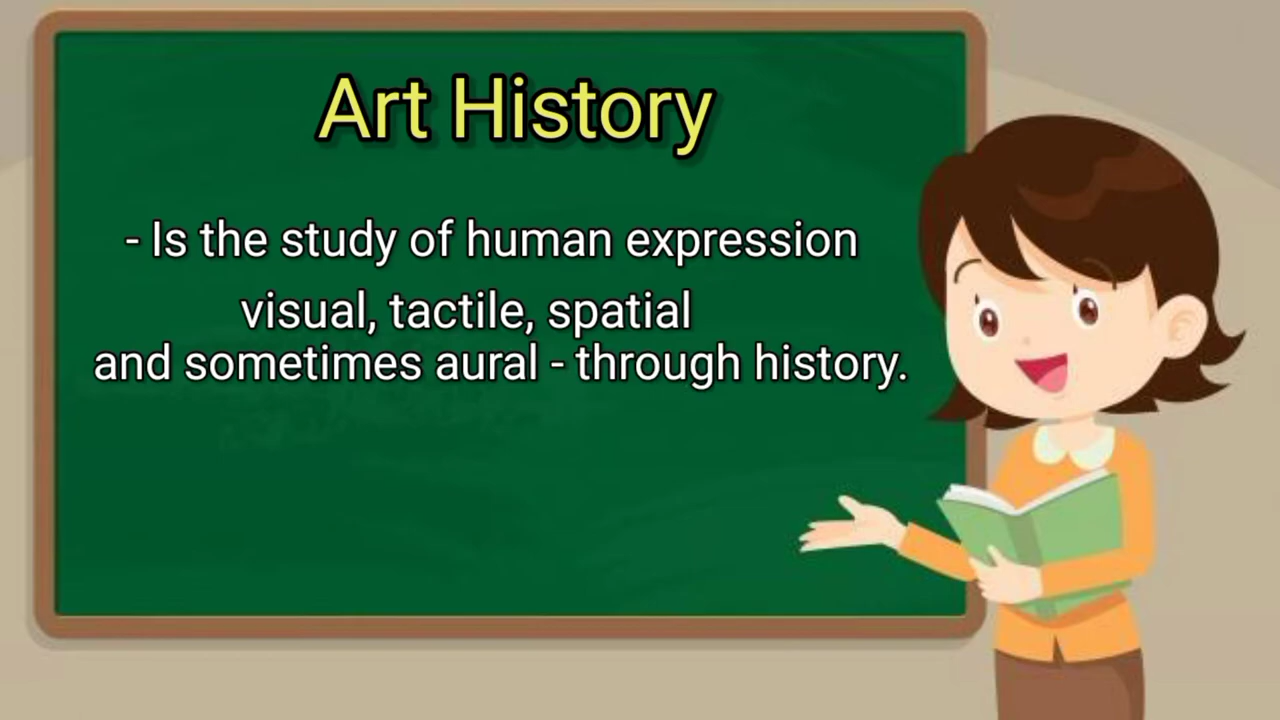 Art History
- Is the study of human expression
visual, tactile, spatial
and sometimes aural - through history.